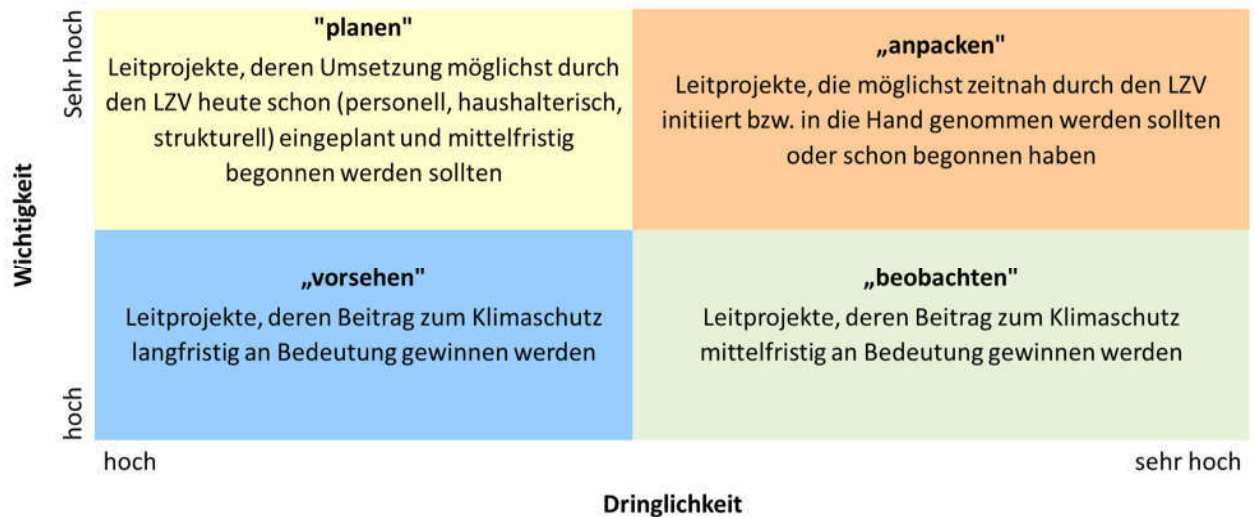 Wichtigkeit
Sehr hoch
hoch
"planen"
Leitprojekte, deren Umsetzung möglichst durch
den LZV heute schon (personell, haushalterisch,
strukturell) eingeplant und mittelfristig
begonnen werden sollten
„anpacken"
Leitprojekte, die möglichst zeitnah durch den LZV
initiiert bzw. in die Hand genommen werden sollten
oder schon begonnen haben
„vorsehen"
Leitprojekte, deren Beitrag zum Klimaschutz
langfristig an Bedeutung gewinnen werden
„beobachten"
Leitprojekte, deren Beitrag zum Klimaschutz
mittelfristig an Bedeutung gewinnen werden
hoch
sehr hoch
Dringlichkeit